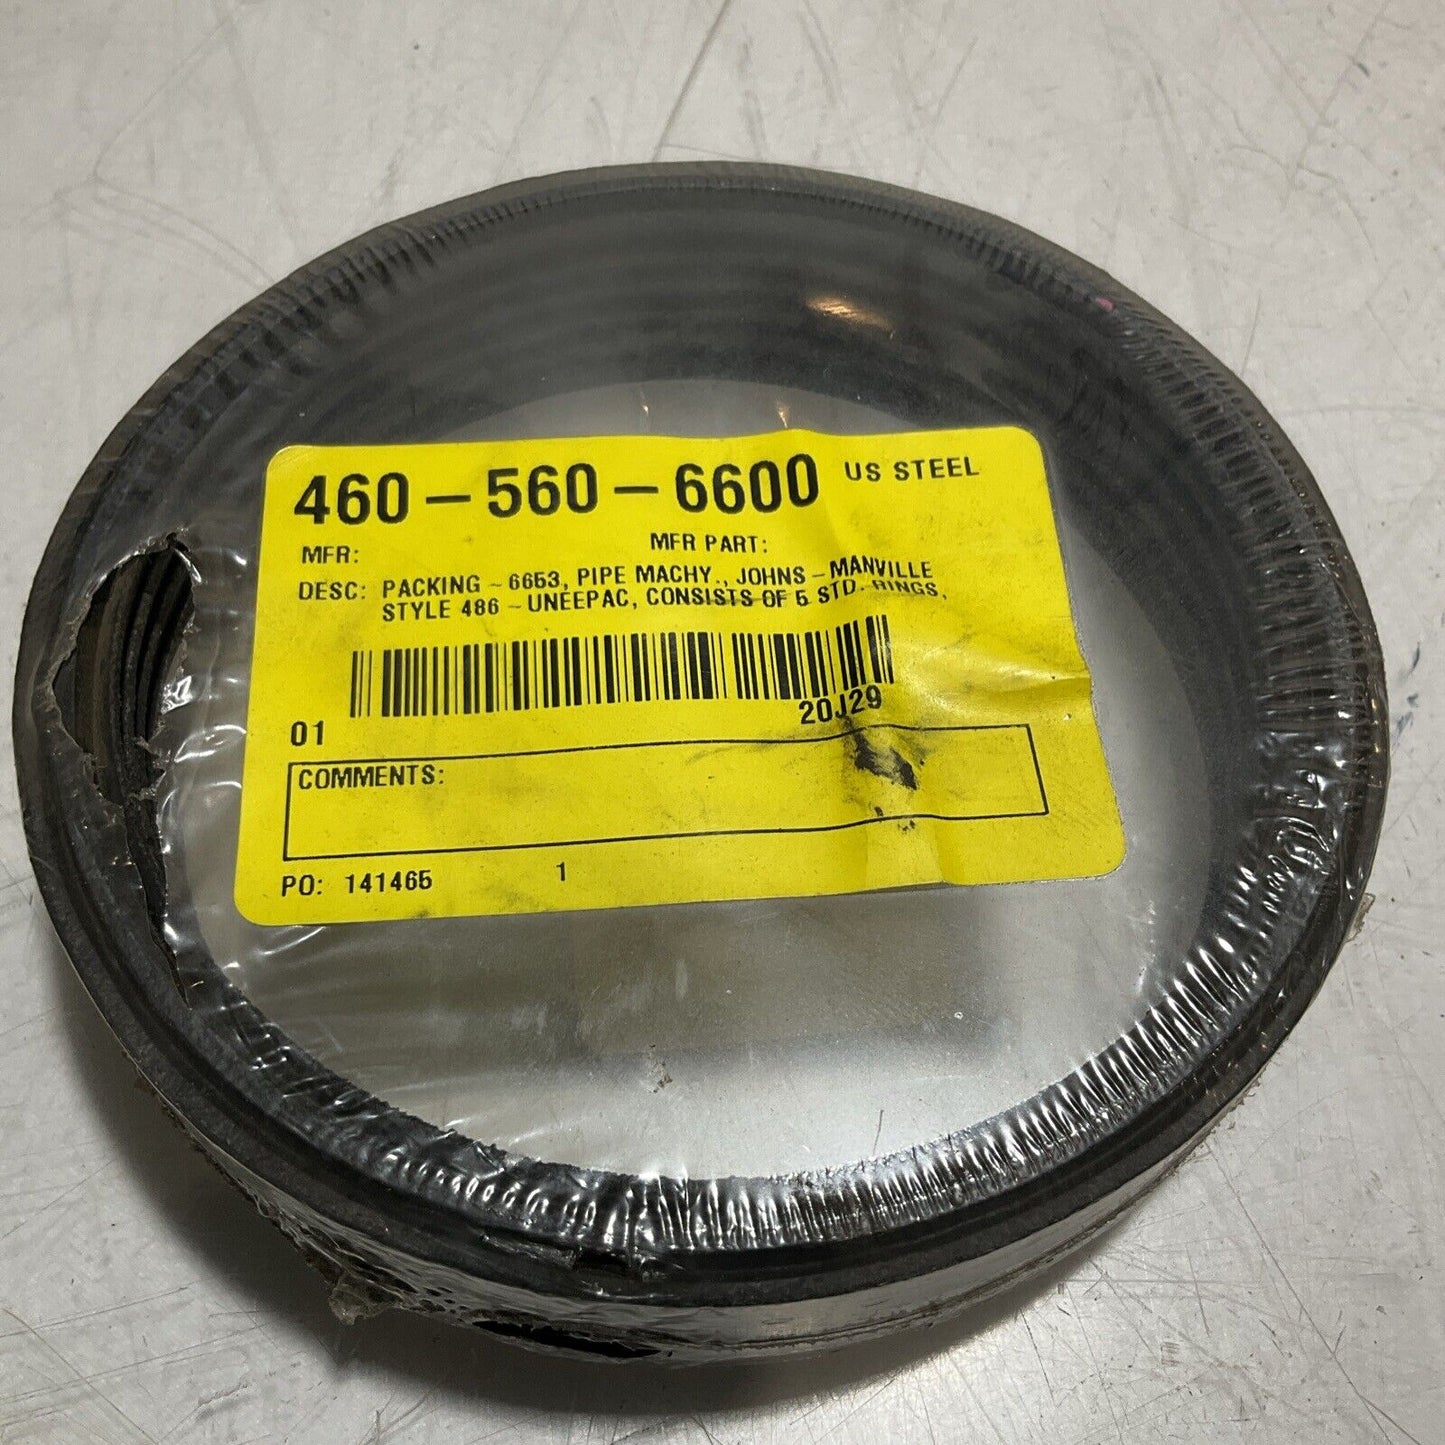 460-560-6600 US STEEL
MFR: MFR PART:
DESC: PACKING - 6653, PIPE MACHY., JOHNS-MANVILLE
STYLE 486 - UNEEPAC, CONSISTS OF 5 STD. RINGS,
01 20J29
COMMENTS:
PO: 141465 1